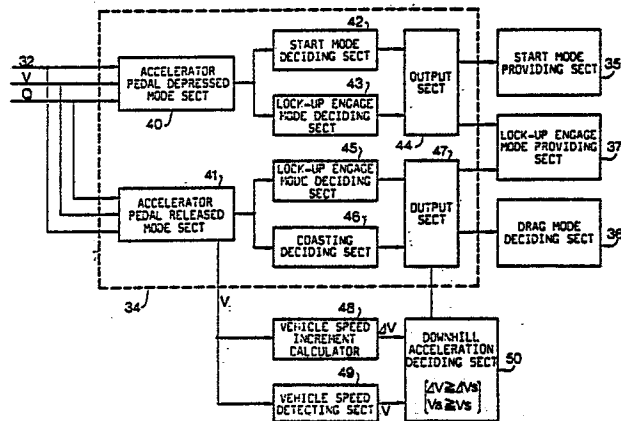 32
V
Q
ACCELERATOR
PEDAL DEPRESSED
MODE SECT
40
42
START MODE
DECIDING SECT
43
LOCK-UP ENGAGE
MODE DECIDING
SECT
OUTPUT
SECT
44
START MODE
PROVIDING SECT
35
LOCK-UP ENGAGE
MODE PROVIDING
SECT
37
41
ACCELERATOR
PEDAL RELEASED
MODE SECT
45
LOCK-UP ENGAGE
MODE DECIDING
SECT
46
COASTING
DECIDING SECT
47
OUTPUT
SECT
DRAG MODE
DECIDING SECT
36
34
V
48
VEHICLE SPEED
INCREMENT
CALCULATOR
ΔV
49
VEHICLE SPEED
DETECTING SECT
V
DOWNHILL
ACCELERATION
DECIDING SECT
[ΔV≧ΔVs]
[Vs≧Vs]
50